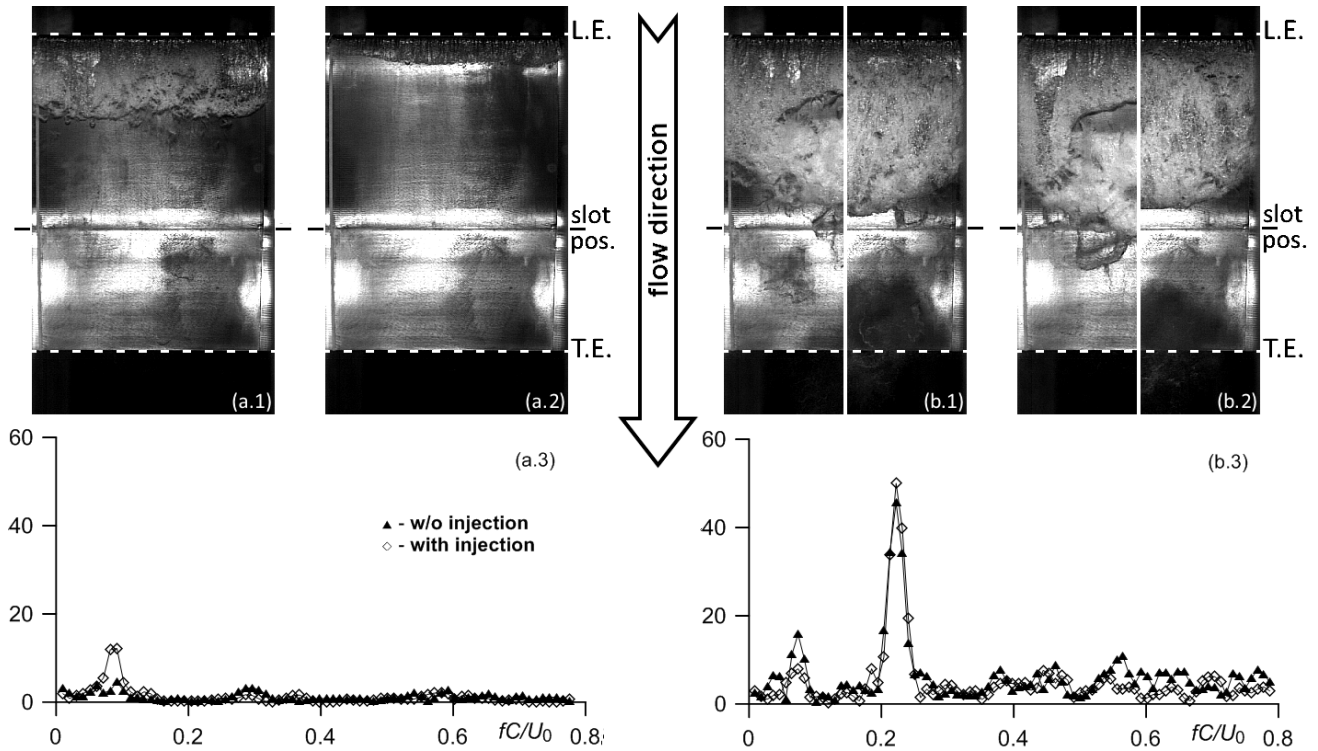 L.E.
slot
pos.
T.E.
(a.1)
(a.2)
flow direction
L.E.
slot
pos.
T.E.
(b.1)
(b.2)
60
40
20
0
(a.3)
- w/o injection
- with injection
0
0.2
0.4
0.6
0.8
fC/U0
60
40
20
0
(b.3)
0
0.2
0.4
0.6
0.8
fC/U0